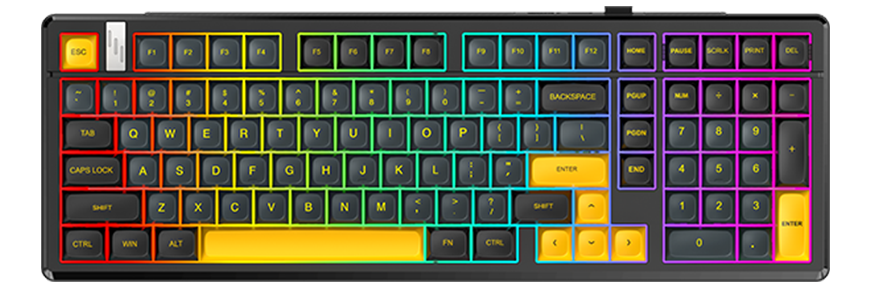 ESC F1 F2 F3 F4 F5 F6 F7 F8 F9 F10 F11 F12 HOME PAUSE SCRLK PRINT DEL
~ ` ! 1 @ 2 # 3 $ 4 % 5 ^ 6 & 7 * 8 ( 9 ) 0 — - + = BACKSPACE PGUP NUM ÷ × −
TAB Q W E R T Y U I O P { [ } ] | \ PGDN 7 8 9 +
CAPS LOCK A S D F G H J K L : ; " ' ENTER END 4 5 6
SHIFT Z X C V B N M < , > . ? / SHIFT ^ 1 2 3 ENTER
CTRL WIN ALT FN CTRL 0 .